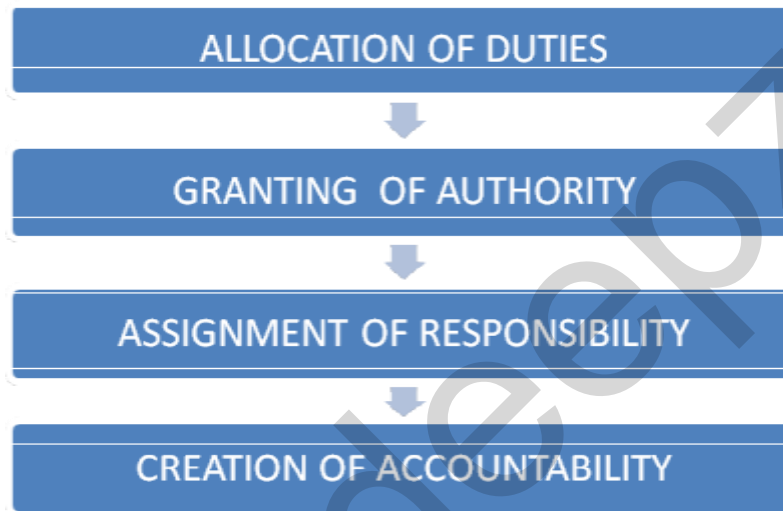 ALLOCATION OF DUTIES
GRANTING OF AUTHORITY
ASSIGNMENT OF RESPONSIBILITY
CREATION OF ACCOUNTABILITY